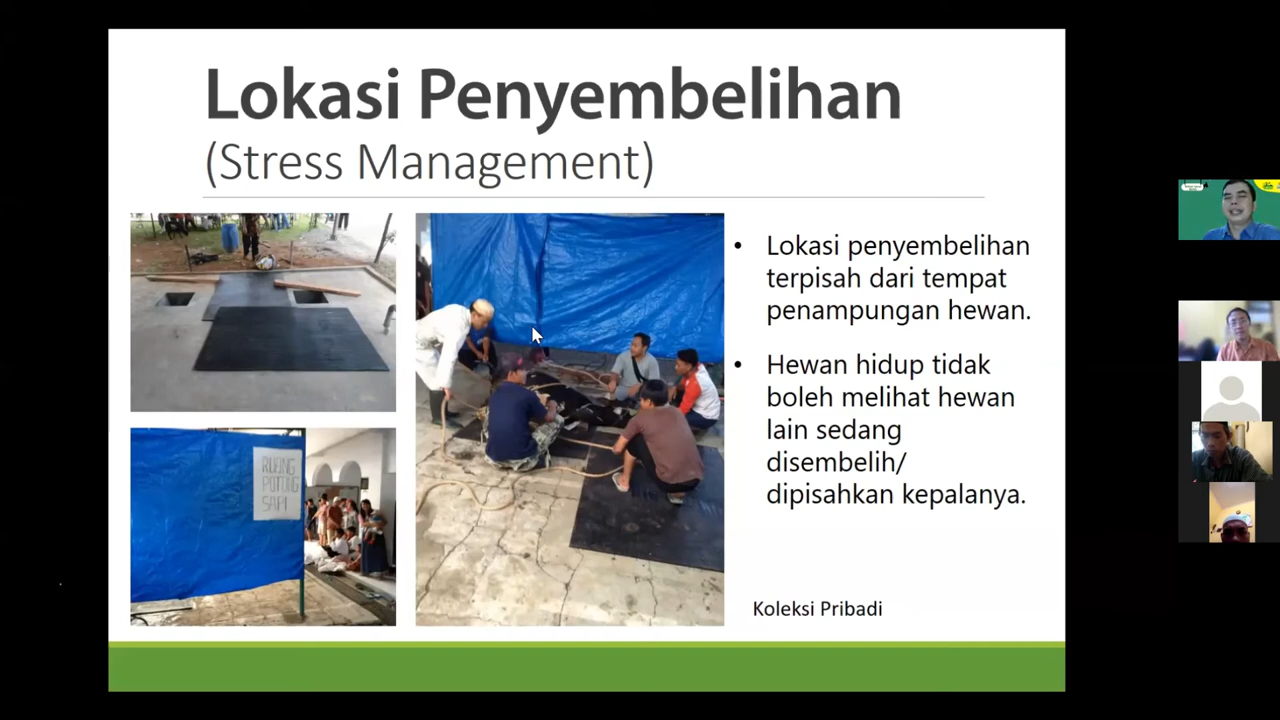 Lokasi Penyembelihan
(Stress Management)
• Lokasi penyembelihan
terpisah dari tempat
penampungan hewan.
• Hewan hidup tidak
boleh melihat hewan
lain sedang
disembelih/
dipisahkan kepalanya.
RUANG
POTONG
SAPI
Koleksi Pribadi